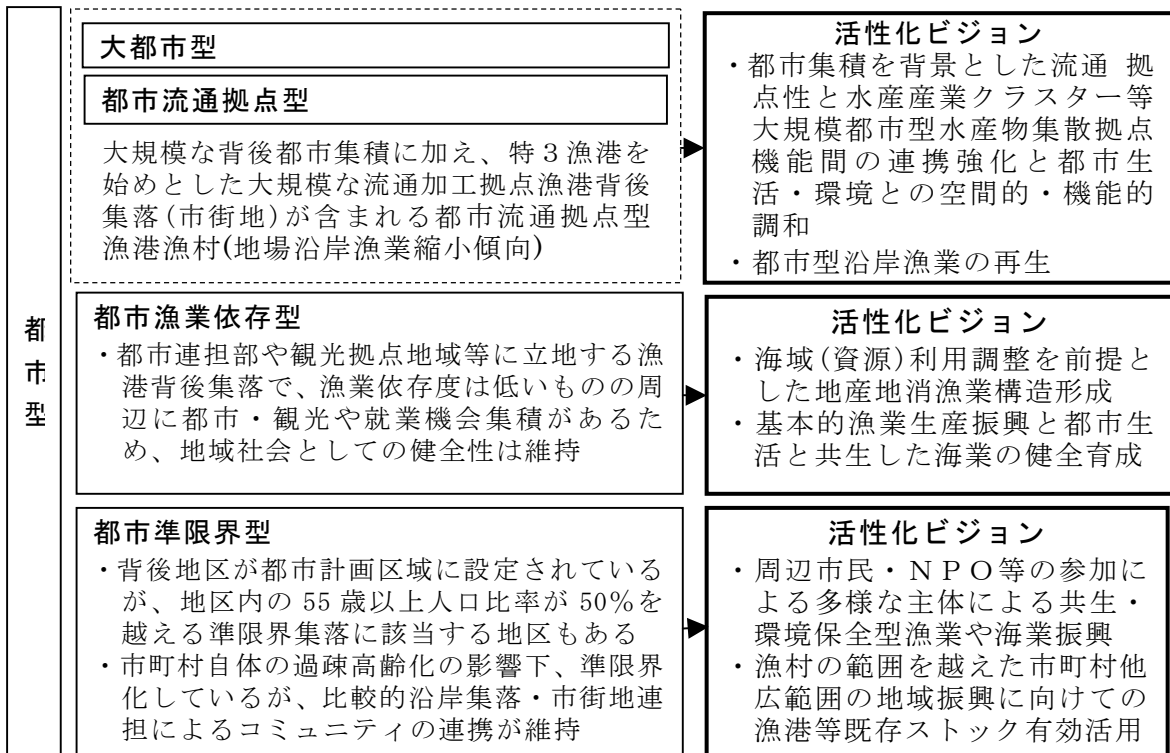 都市型
大都市型
都市流通拠点型
大規模な背後都市集積に加え、特３漁港を
始めとした大規模な流通加工拠点漁港背後
集落(市街地)が含まれる都市流通拠点型
漁港漁村(地場沿岸漁業縮小傾向)
活性化ビジョン
・都市集積を背景とした流通 拠
点性と水産産業クラスター等
大規模都市型水産物集散拠点
機能間の連携強化と都市生
活・環境との空間的・機能的
調和
・都市型沿岸漁業の再生
都市漁業依存型
・都市連担部や観光拠点地域等に立地する漁
港背後集落で、漁業依存度は低いものの周
辺に都市・観光や就業機会集積があるた
め、地域社会としての健全性は維持
活性化ビジョン
・海域(資源)利用調整を前提と
した地産地消漁業構造形成
・基本的漁業生産振興と都市生
活と共生した海業の健全育成
都市準限界型
・背後地区が都市計画区域に設定されている
が、地区内の 55 歳以上人口比率が 50％を
越える準限界集落に該当する地区もある
・市町村自体の過疎高齢化の影響下、準限界
化しているが、比較的沿岸集落・市街地連
担によるコミュニティの連携が維持
活性化ビジョン
・周辺市民・ＮＰＯ等の参加に
よる多様な主体による共生・
環境保全型漁業や海業振興
・漁村の範囲を越えた市町村他
広範囲の地域振興に向けての
漁港等既存ストック有効活用